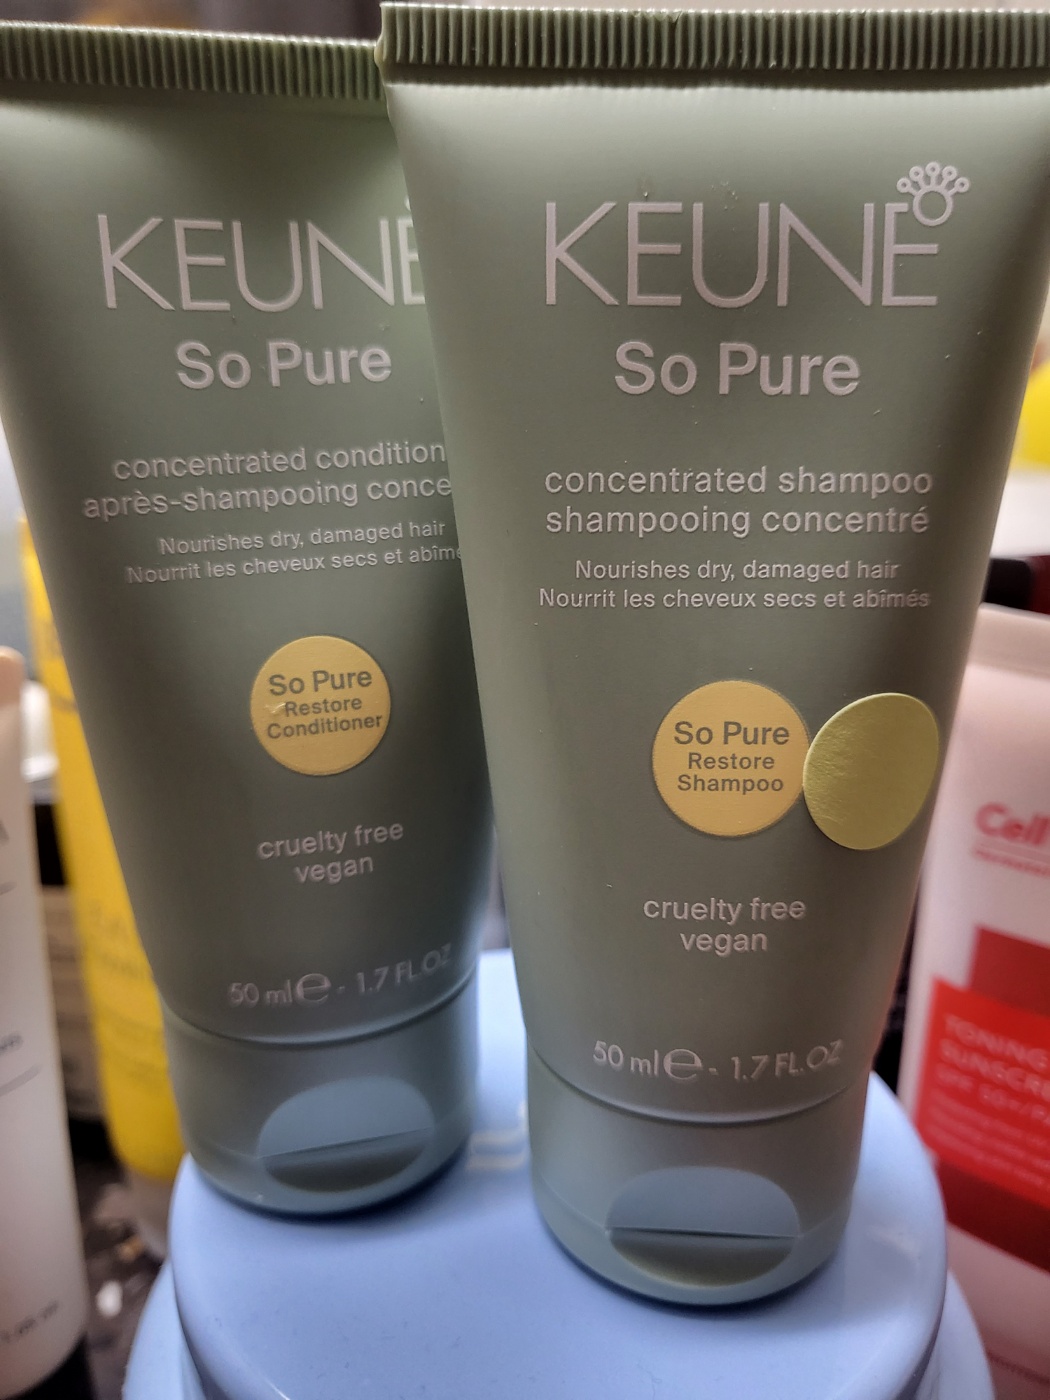 KEUNE
So Pure
concentrated condition
après-shampooing conce
Nourishes dry, damaged hair
Nourrit les cheveux secs et abîmé
So Pure
Restore
Conditioner
cruelty free
vegan
50 ml e - 1.7 FL.OZ
KEUNE
So Pure
concentrated shampoo
shampooing concentré
Nourishes dry, damaged hair
Nourrit les cheveux secs et abîmés
So Pure
Restore
Shampoo
cruelty free
vegan
50 ml e - 1.7 FL.OZ
Cell
TONING
SUNSCRE